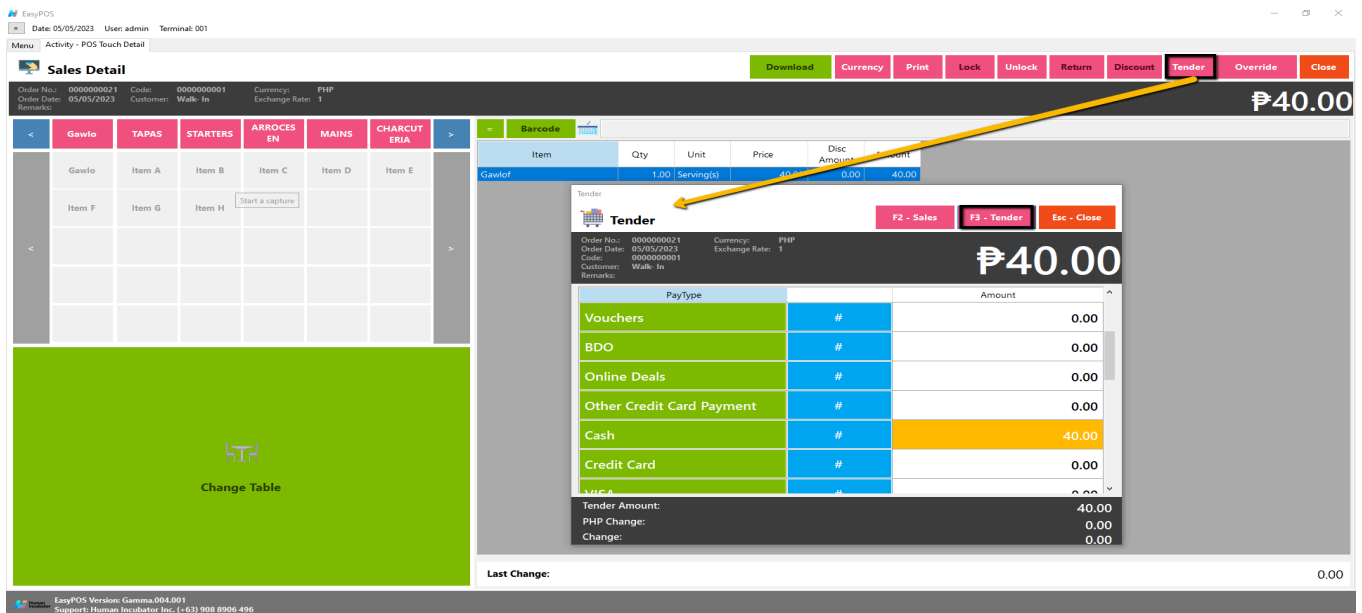 EasyPOS
≡ Date: 05/05/2023 User: admin Terminal: 001
Menu Activity - POS Touch Detail
Sales Detail
Download Currency Print Lock Unlock Return Discount Tender Override Close
Order No.: 0000000021 Code: 0000000001 Currency: PHP
Order Date: 05/05/2023 Customer: Walk- In Exchange Rate: 1
Remarks:
₱40.00
< Gawlo TAPAS STARTERS ARROCES EN MAINS CHARCUT ERIA >
Gawlo Item A Item B Item C Item D Item E
Item F Item G Item H Start a capture
< >
Change Table
= Barcode
Item Qty Unit Price Disc Amount Amount
Gawlof 1.00 Serving(s) 40.00 0.00 40.00
Tender
Tender
F2 - Sales F3 - Tender Esc - Close
Order No.: 0000000021 Currency: PHP
Order Date: 05/05/2023 Exchange Rate: 1
Code: 0000000001
Customer: Walk- In
Remarks:
₱40.00
PayType Amount
Vouchers # 0.00
BDO # 0.00
Online Deals # 0.00
Other Credit Card Payment # 0.00
Cash # 40.00
Credit Card # 0.00
VISA # 0.00
Tender Amount: 40.00
PHP Change: 0.00
Change: 0.00
Last Change: 0.00
Human Incubator
EasyPOS Version: Gamma.004.001
Support: Human Incubator Inc. (+63) 908 8906 496